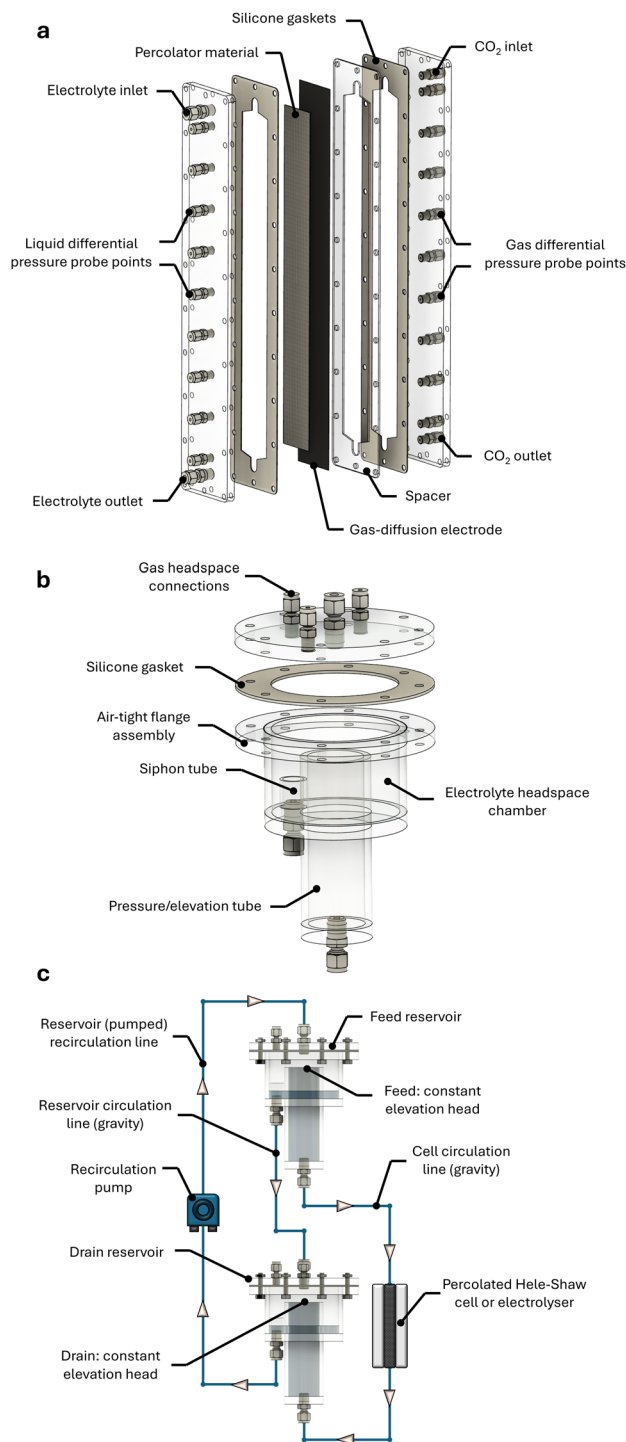 a
Silicone gaskets
Percolator material
CO₂ inlet
Electrolyte inlet
Liquid differential
pressure probe points
Gas differential
pressure probe points
CO₂ outlet
Electrolyte outlet
Spacer
Gas-diffusion electrode
b
Gas headspace
connections
Silicone gasket
Air-tight flange
assembly
Siphon tube
Electrolyte headspace
chamber
Pressure/elevation tube
c
Reservoir (pumped)
recirculation line
Feed reservoir
Feed: constant
elevation head
Reservoir circulation
line (gravity)
Cell circulation
line (gravity)
Recirculation
pump
Drain reservoir
Percolated Hele-Shaw
cell or electrolyser
Drain: constant
elevation head